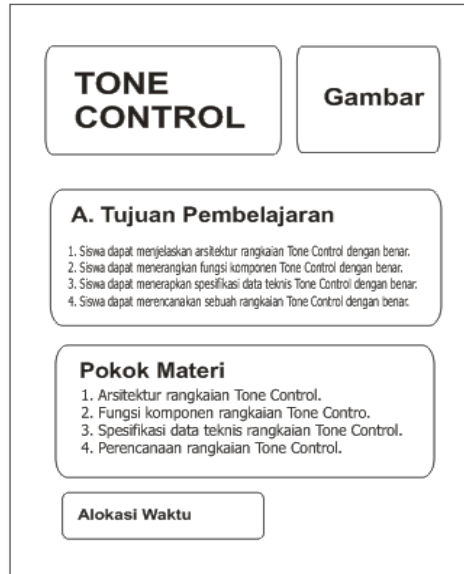 TONE
CONTROL
Gambar
A. Tujuan Pembelajaran
1. Siswa dapat menjelaskan arsitektur rangkaian Tone Control dengan benar.
2. Siswa dapat menerangkan fungsi komponen Tone Control dengan benar.
3. Siswa dapat menerapkan spesifikasi data teknis Tone Control dengan benar.
4. Siswa dapat merencanakan sebuah rangkaian Tone Control dengan benar.
Pokok Materi
1. Arsitektur rangkaian Tone Control.
2. Fungsi komponen rangkaian Tone Contro.
3. Spesifikasi data teknis rangkaian Tone Control.
4. Perencanaan rangkaian Tone Control.
Alokasi Waktu